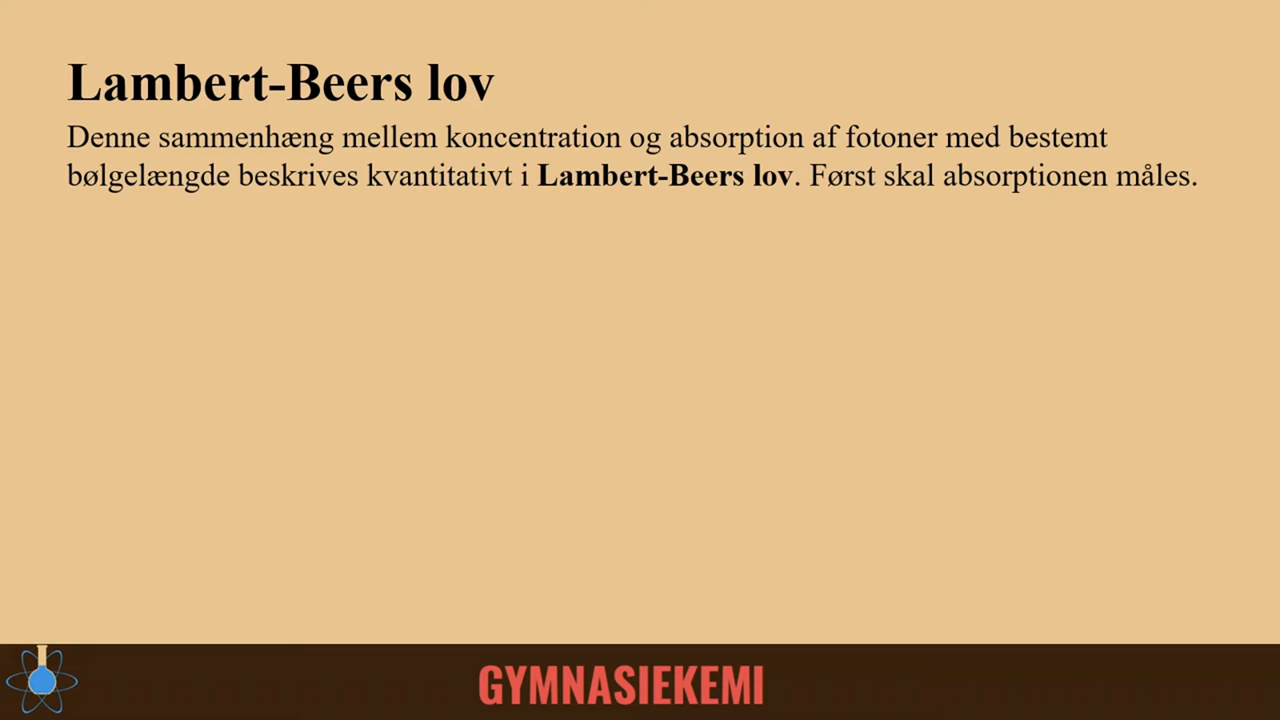 Lambert-Beers lov
Denne sammenhæng mellem koncentration og absorption af fotoner med bestemt
bølgelængde beskrives kvantitativt i Lambert-Beers lov. Først skal absorptionen måles.
GYMNASIEKEMI